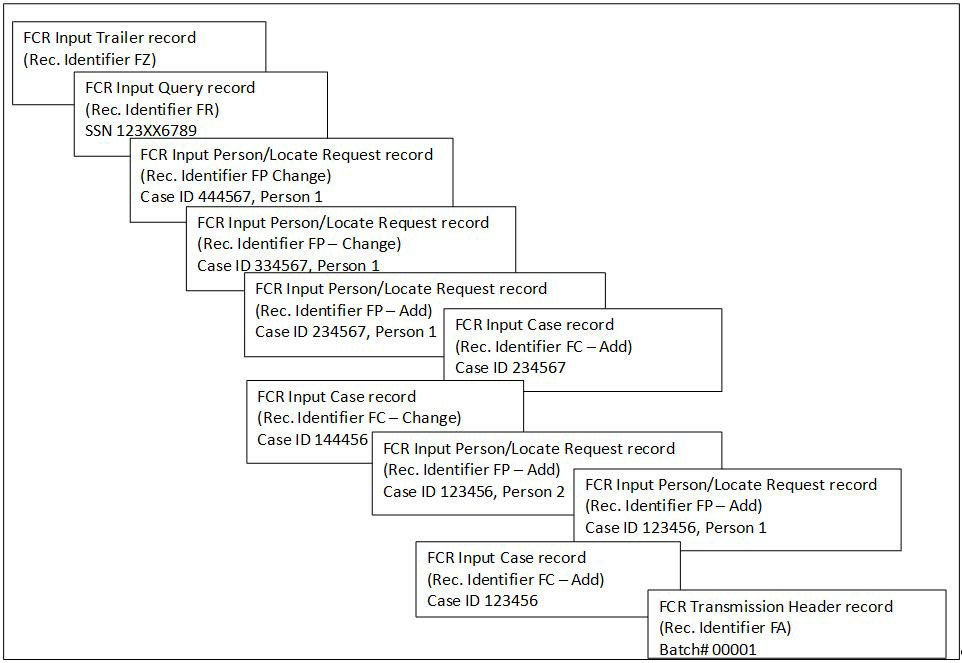 FCR Input Trailer record
(Rec. Identifier FZ)
FCR Input Query record
(Rec. Identifier FR)
SSN 123XX6789
FCR Input Person/Locate Request record
(Rec. Identifier FP Change)
Case ID 444567, Person 1
FCR Input Person/Locate Request record
(Rec. Identifier FP – Change)
Case ID 334567, Person 1
FCR Input Person/Locate Request record
(Rec. Identifier FP – Add)
Case ID 234567, Person 1
FCR Input Case record
(Rec. Identifier FC – Add)
Case ID 234567
FCR Input Case record
(Rec. Identifier FC – Change)
Case ID 144456
FCR Input Person/Locate Request record
(Rec. Identifier FP – Add)
Case ID 123456, Person 2
FCR Input Person/Locate Request record
(Rec. Identifier FP – Add)
Case ID 123456, Person 1
FCR Input Case record
(Rec. Identifier FC – Add)
Case ID 123456
FCR Transmission Header record
(Rec. Identifier FA)
Batch# 00001